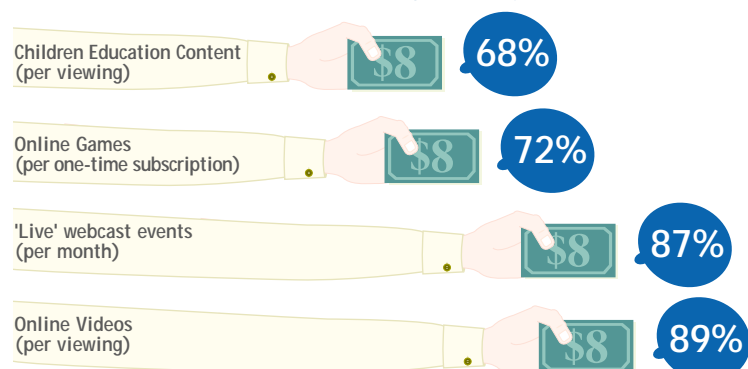 Children Education Content
(per viewing)
$8
68%
Online Games
(per one-time subscription)
$8
72%
'Live' webcast events
(per month)
$8
87%
Online Videos
(per viewing)
$8
89%